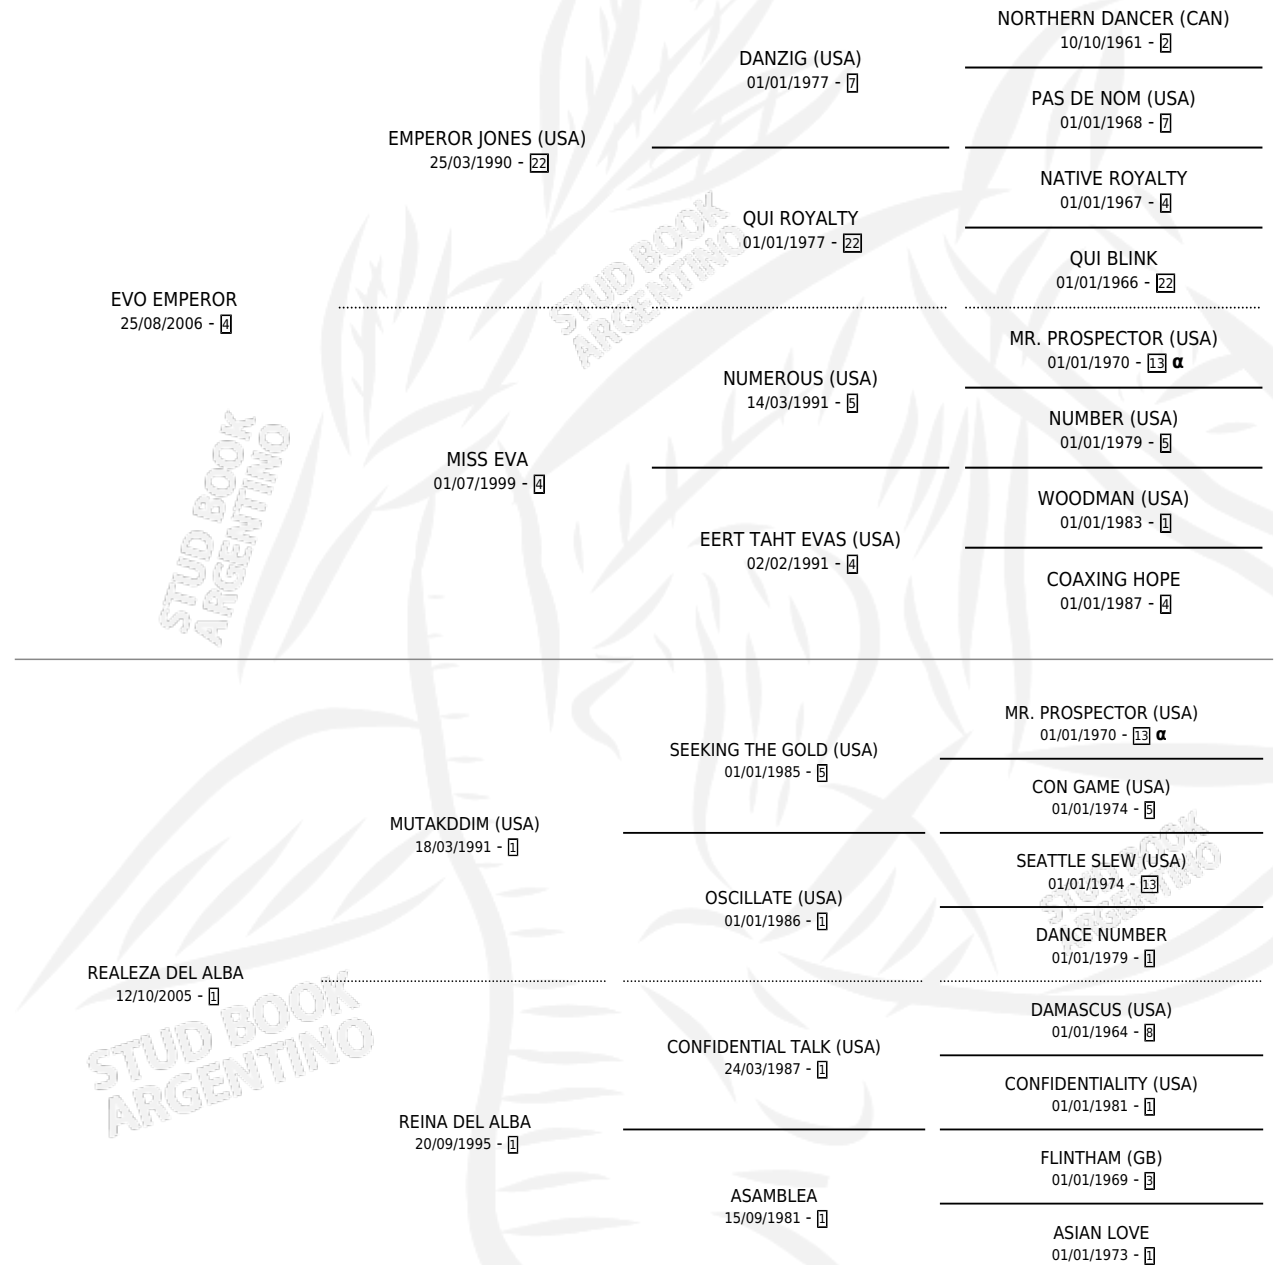 NORTHERN DANCER (CAN)
10/10/1961 - 2
DANZIG (USA)
01/01/1977 - 7
PAS DE NOM (USA)
01/01/1968 - 7
EMPEROR JONES (USA)
25/03/1990 - 22
NATIVE ROYALTY
01/01/1967 - 4
QUI ROYALTY
01/01/1977 - 22
QUI BLINK
01/01/1966 - 22
EVO EMPEROR
25/08/2006 - 4
MR. PROSPECTOR (USA)
01/01/1970 - 13 α
NUMEROUS (USA)
14/03/1991 - 5
NUMBER (USA)
01/01/1979 - 5
MISS EVA
01/07/1999 - 4
WOODMAN (USA)
01/01/1983 - 1
EERT TAHT EVAS (USA)
02/02/1991 - 4
COAXING HOPE
01/01/1987 - 4
MR. PROSPECTOR (USA)
01/01/1970 - 13 α
SEEKING THE GOLD (USA)
01/01/1985 - 5
CON GAME (USA)
01/01/1974 - 5
MUTAKDDIM (USA)
18/03/1991 - 1
SEATTLE SLEW (USA)
01/01/1974 - 13
OSCILLATE (USA)
01/01/1986 - 1
DANCE NUMBER
01/01/1979 - 1
REALEZA DEL ALBA
12/10/2005 - 1
DAMASCUS (USA)
01/01/1964 - 8
CONFIDENTIAL TALK (USA)
24/03/1987 - 1
CONFIDENTIALITY (USA)
01/01/1981 - 1
REINA DEL ALBA
20/09/1995 - 1
FLINTHAM (GB)
01/01/1969 - 3
ASAMBLEA
15/09/1981 - 1
ASIAN LOVE
01/01/1973 - 1
STUD BOOK
ARGENTINO
STUD BOOK
ARGENTINO
STUD BOOK
ARGENTINO
STUD BOOK
ARGENTINO